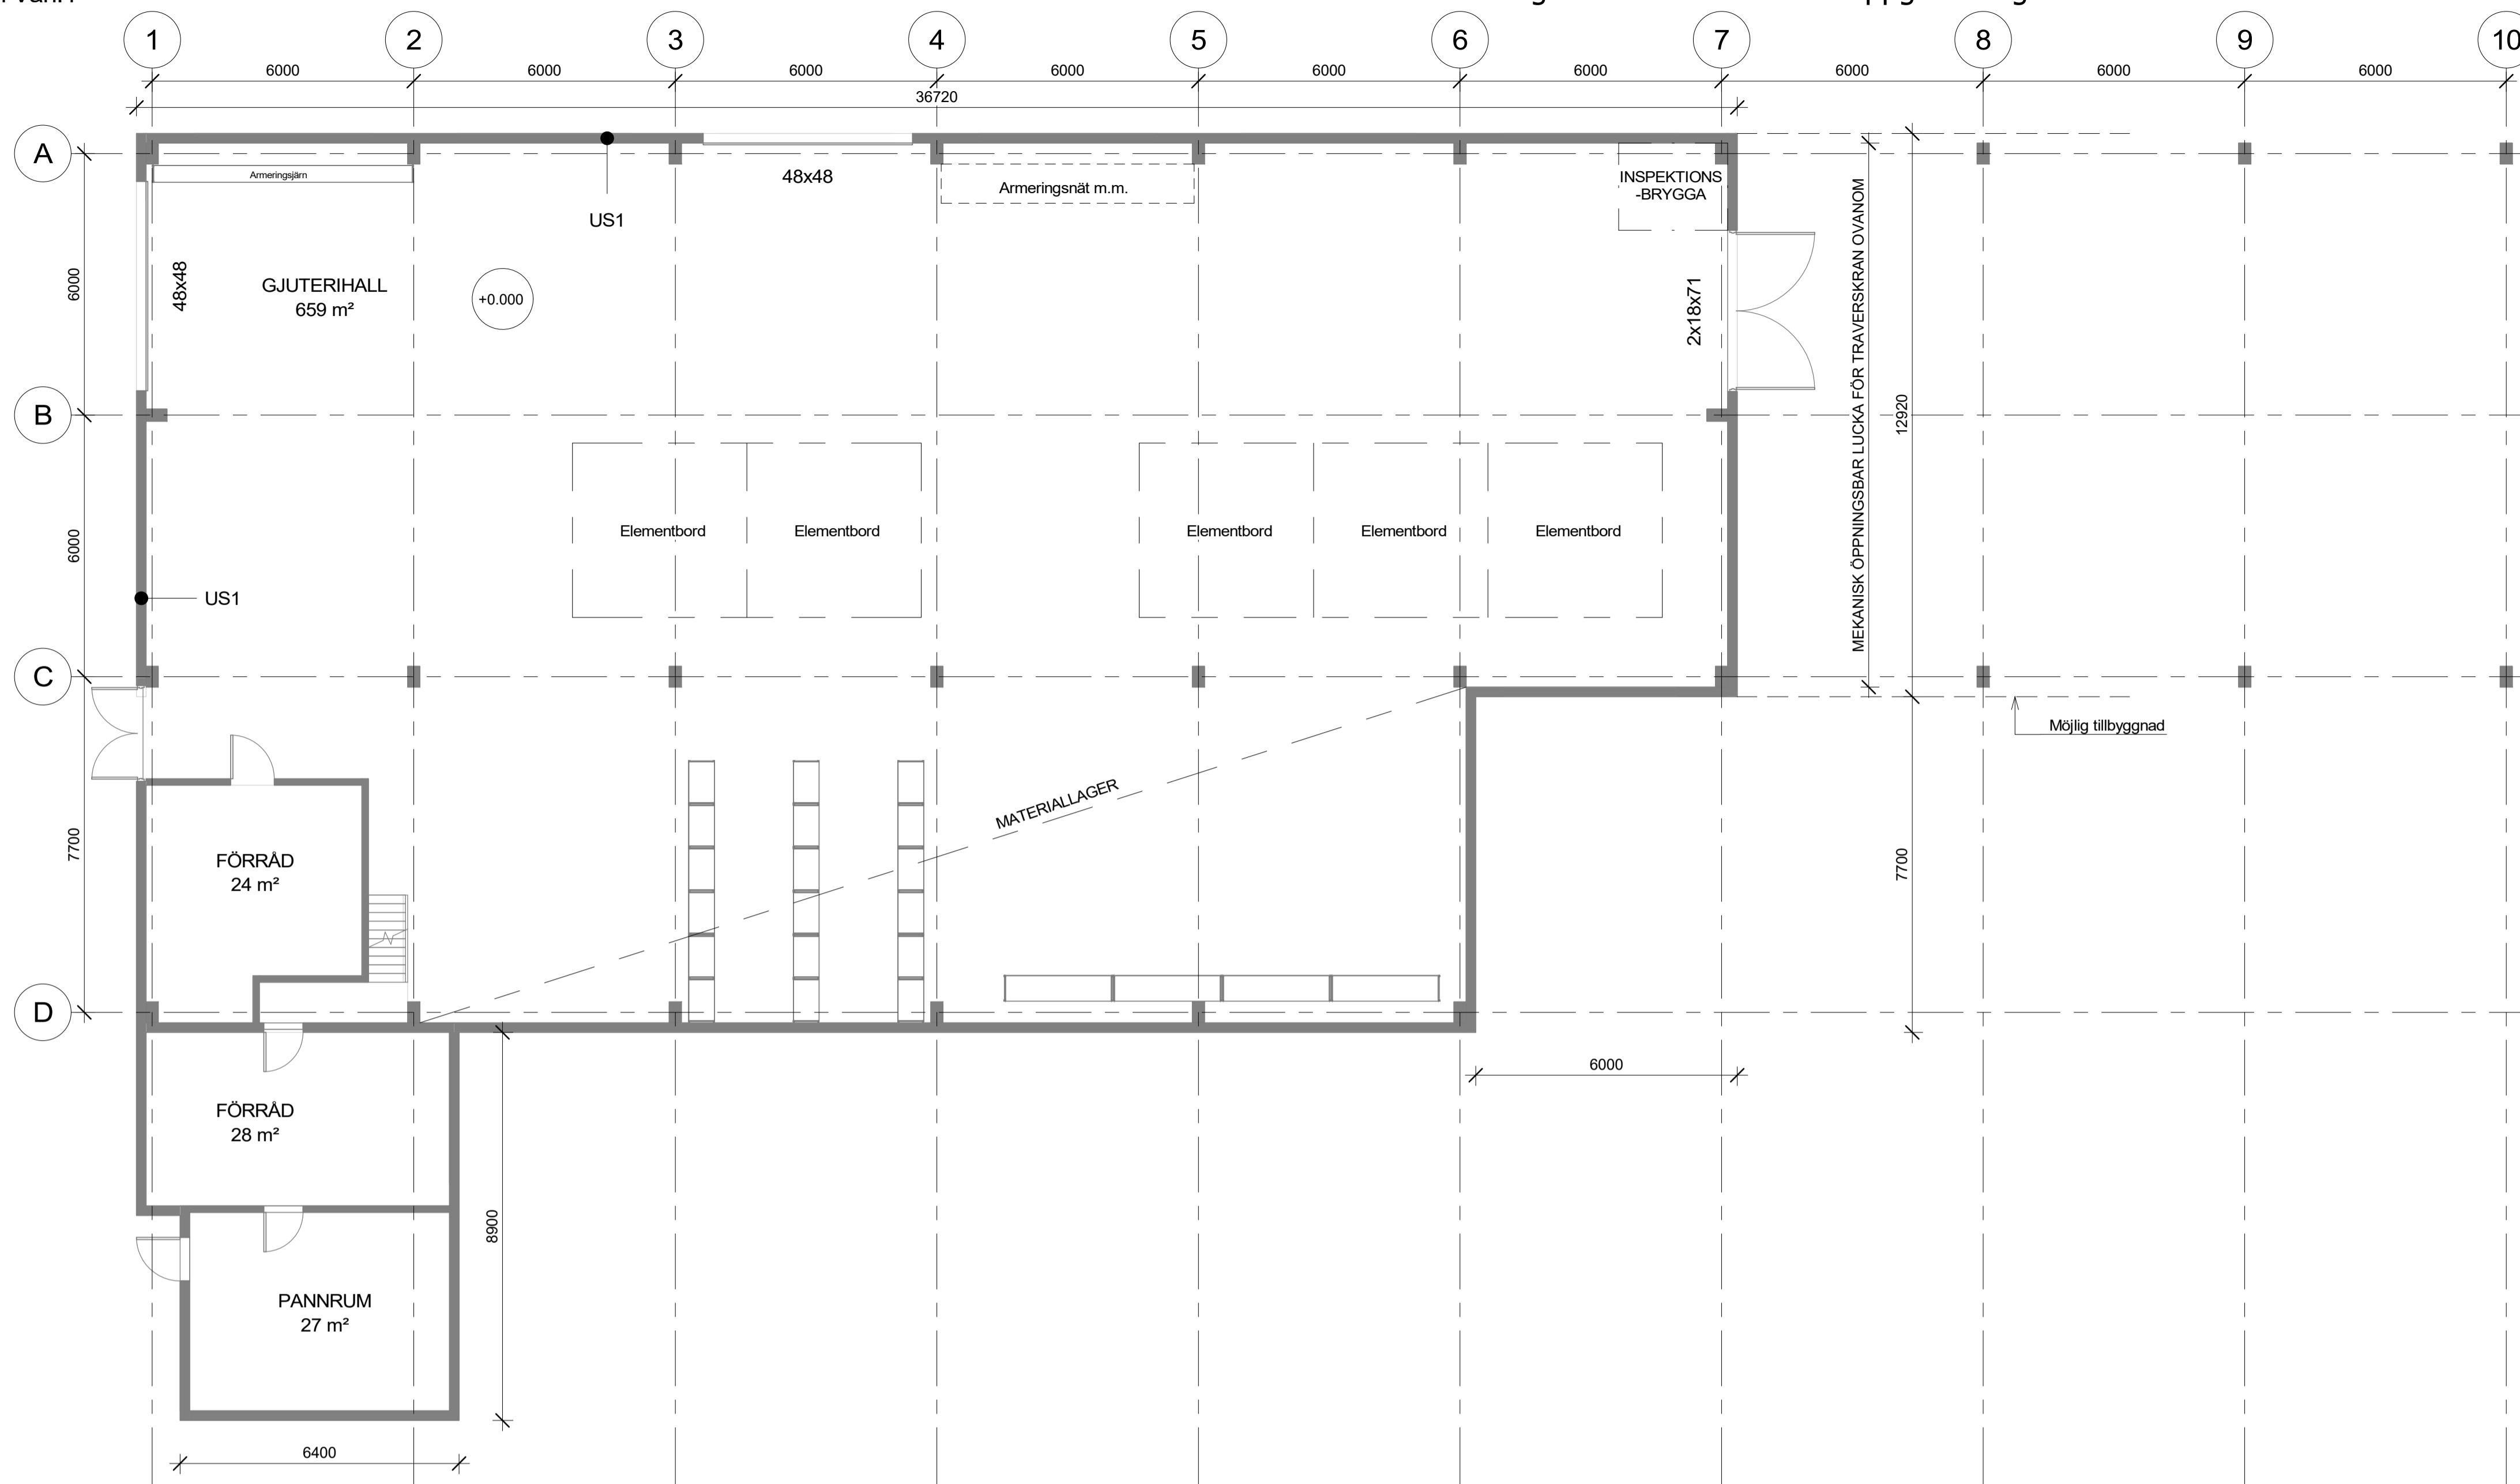 1 2 3 4 5 6 7 8 9 10
6000 6000 6000 6000 6000 6000 6000 6000 6000
36720
A
Armeringsjärn
48x48
Armeringsnät m.m.
INSPEKTIONS
-BRYGGA
US1
6000
48x48
GJUTERIHALL
659 m²
+0.000
2x18x71
MEKANISK ÖPPNINGSBAR LUCKA FÖR TRAVERSKRAN OVANOM
12920
B
6000
Elementbord Elementbord Elementbord Elementbord Elementbord
US1
C
Möjlig tillbyggnad
7700
MATERIALLAGER
7700
FÖRRÅD
24 m²
D
6000
FÖRRÅD
28 m²
8900
PANNRUM
27 m²
6400